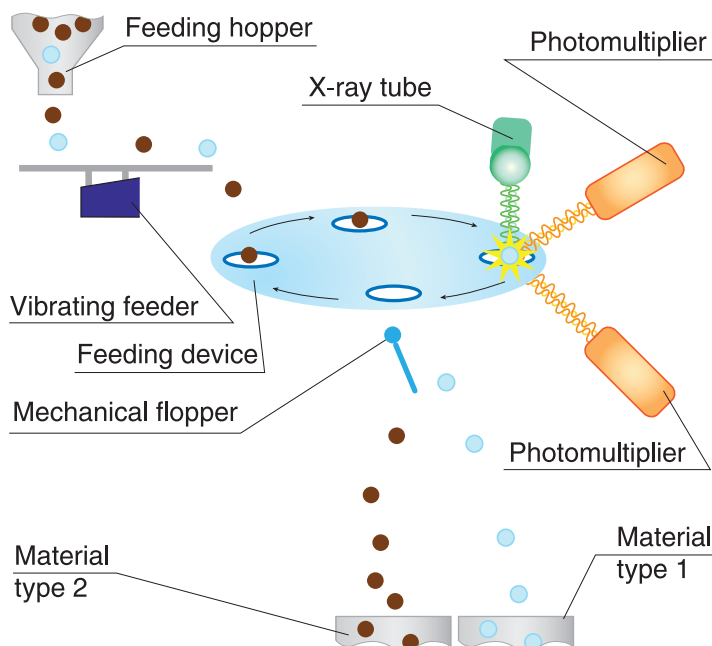 Feeding hopper
Photomultiplier
X-ray tube
Vibrating feeder
Feeding device
Mechanical flopper
Photomultiplier
Material
type 2
Material
type 1